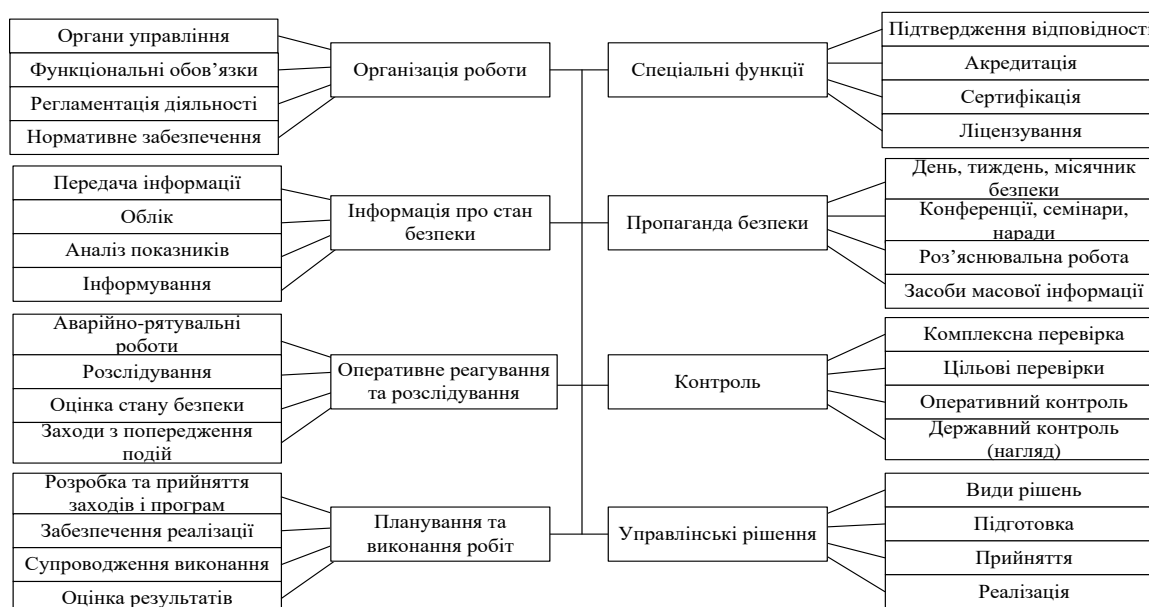 Органи управління
Функціональні обов’язки
Регламентація діяльності
Нормативне забезпечення
Організація роботи
Спеціальні функції
Підтвердження відповідності
Акредитація
Сертифікація
Ліцензування
Передача інформації
Облік
Аналіз показників
Інформування
Інформація про стан
безпеки
Пропаганда безпеки
День, тиждень, місячник
безпеки
Конференції, семінари,
наради
Роз’яснювальна робота
Засоби масової інформації
Аварійно-рятувальні
роботи
Розслідування
Оцінка стану безпеки
Заходи з попередження
подій
Оперативне реагування
та розслідування
Контроль
Комплексна перевірка
Цільові перевірки
Оперативний контроль
Державний контроль
(нагляд)
Розробка та прийняття
заходів і програм
Забезпечення реалізації
Супроводження виконання
Оцінка результатів
Планування та
виконання робіт
Управлінські рішення
Види рішень
Підготовка
Прийняття
Реалізація